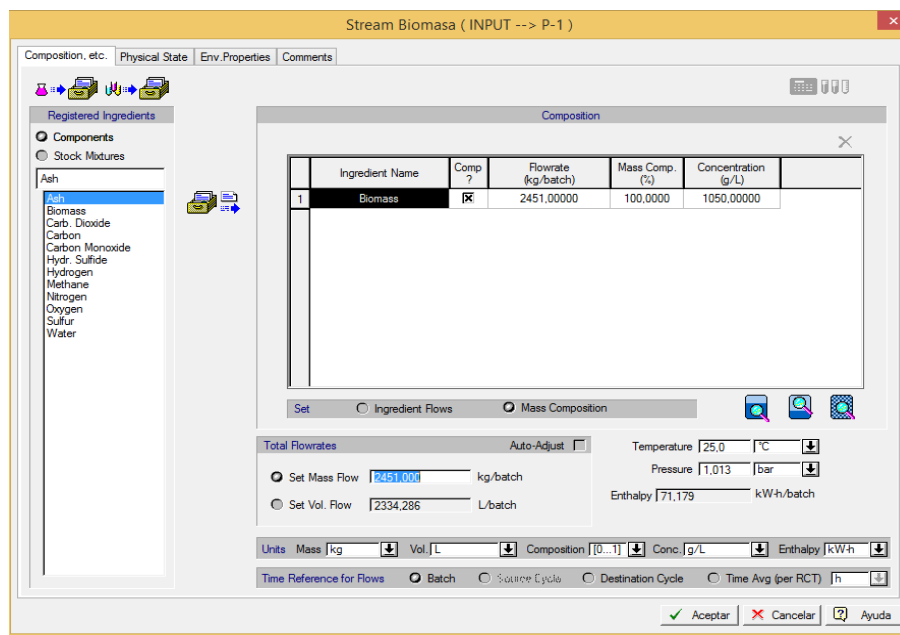 Stream Biomasa ( INPUT --> P-1 )
Composition, etc. Physical State Env.Properties Comments
Registered Ingredients
Components
Stock Mixtures
Ash
Ash
Biomass
Carb. Dioxide
Carbon
Carbon Monoxide
Hydr. Sulfide
Hydrogen
Methane
Nitrogen
Oxygen
Sulfur
Water
Composition
Ingredient Name Comp ? Flowrate (kg/batch) Mass Comp. (%) Concentration (g/L)
1 Biomass 2451,00000 100,0000 1050,00000
Set Ingredient Flows Mass Composition
Total Flowrates Auto-Adjust
Set Mass Flow 2451,000 kg/batch
Set Vol. Flow 2334,286 L/batch
Temperature 25,0 °C
Pressure 1,013 bar
Enthalpy 71,179 kW-h/batch
Units Mass kg Vol. L Composition [0...1] Conc. g/L Enthalpy kW-h
Time Reference for Flows Batch Source Cycle Destination Cycle Time Avg (per RCT) h
Aceptar Cancelar Ayuda